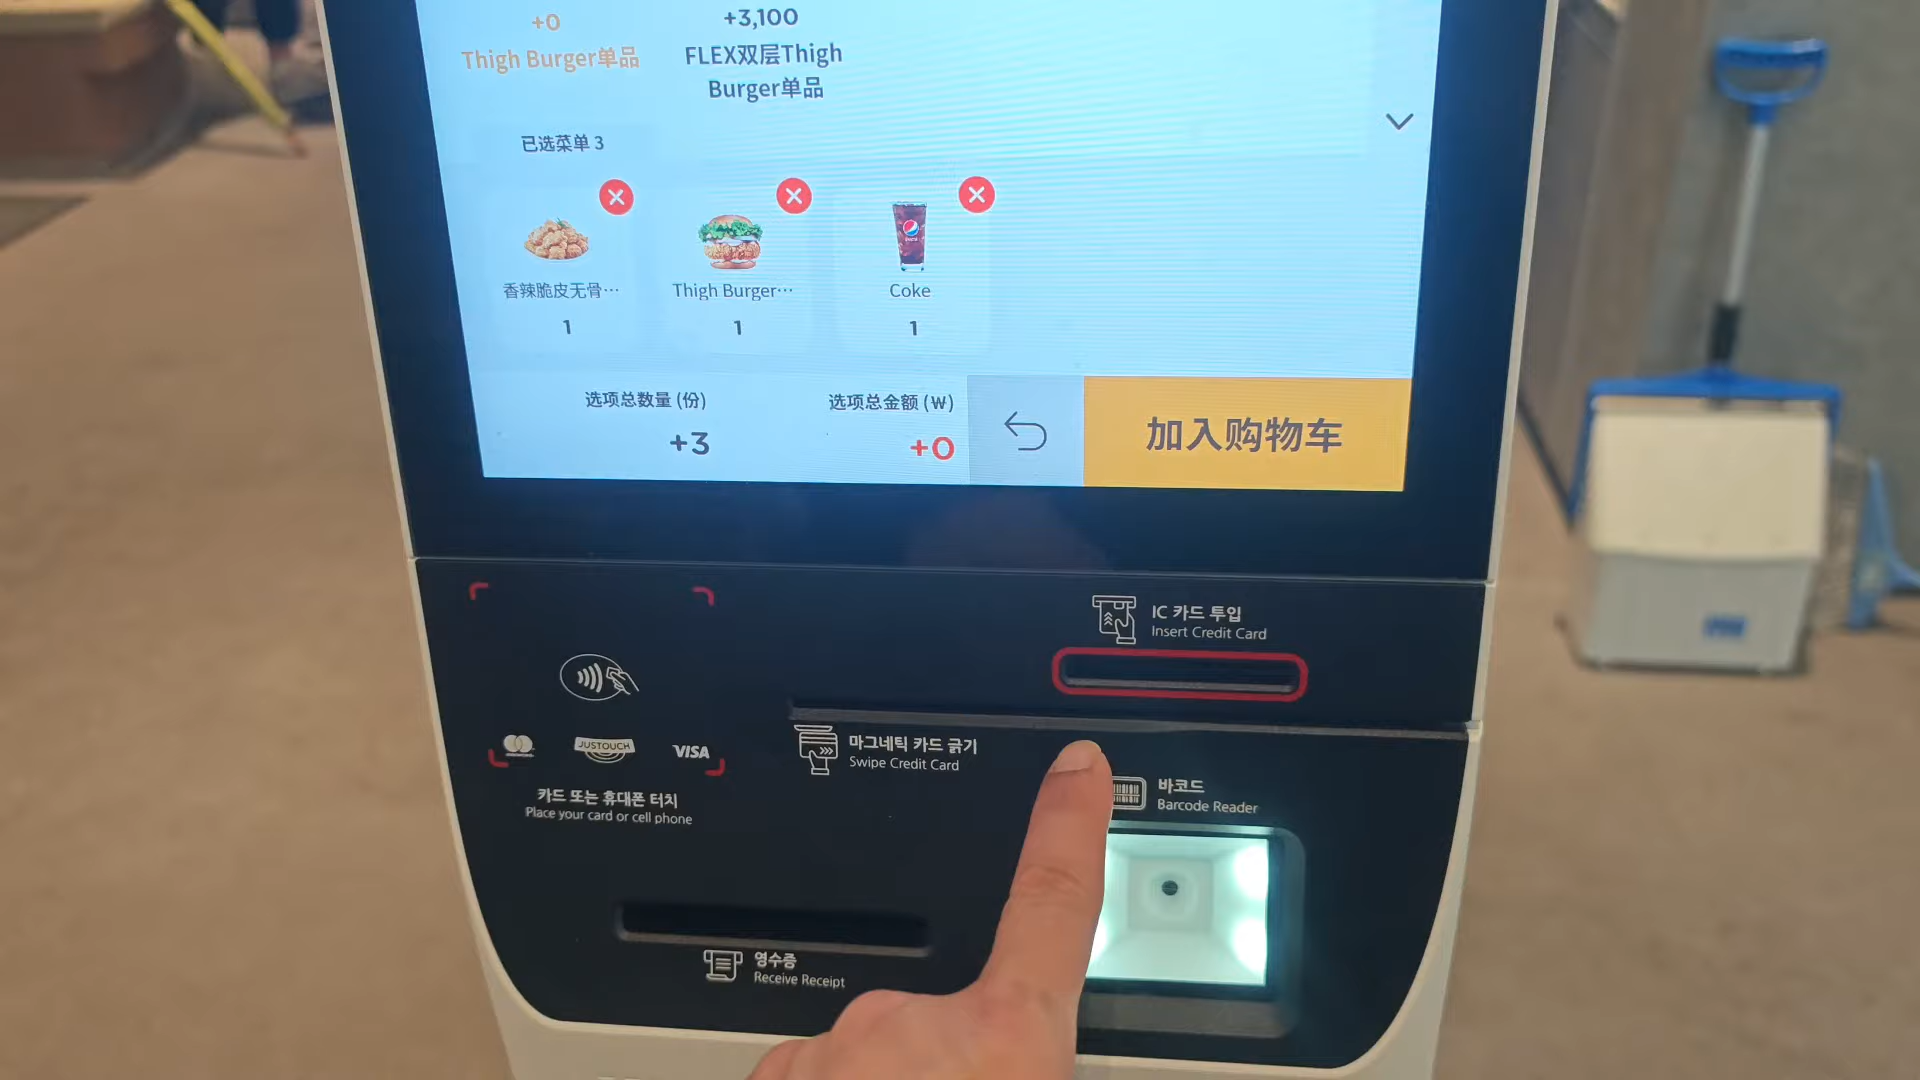 +0
Thigh Burger单品
+3,100
FLEX双层Thigh
Burger单品
已选菜单 3
香辣脆皮无骨…
1
Thigh Burger…
1
Coke
1
选项总数量 (份)
+3
选项总金额 (₩)
+0
加入购物车
IC 카드 투입
Insert Credit Card
마그네틱 카드 긁기
Swipe Credit Card
JUSTOUCH
VISA
카드 또는 휴대폰 터치
Place your card or cell phone
바코드
Barcode Reader
영수증
Receive Receipt